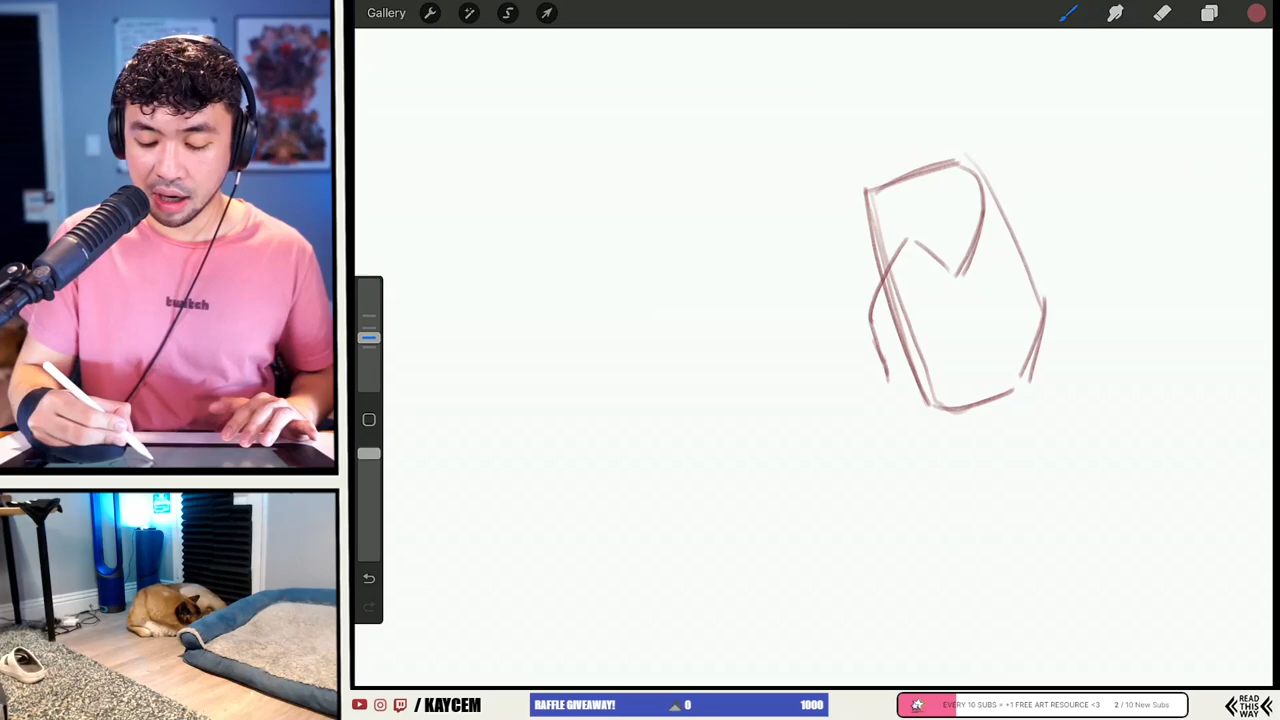 Gallery
twitch
/ KAYCEM
RAFFLE GIVEAWAY! 0 1000
EVERY 10 SUBS = +1 FREE ART RESOURCE <3 2 / 10 New Subs
READ
THIS
WAY